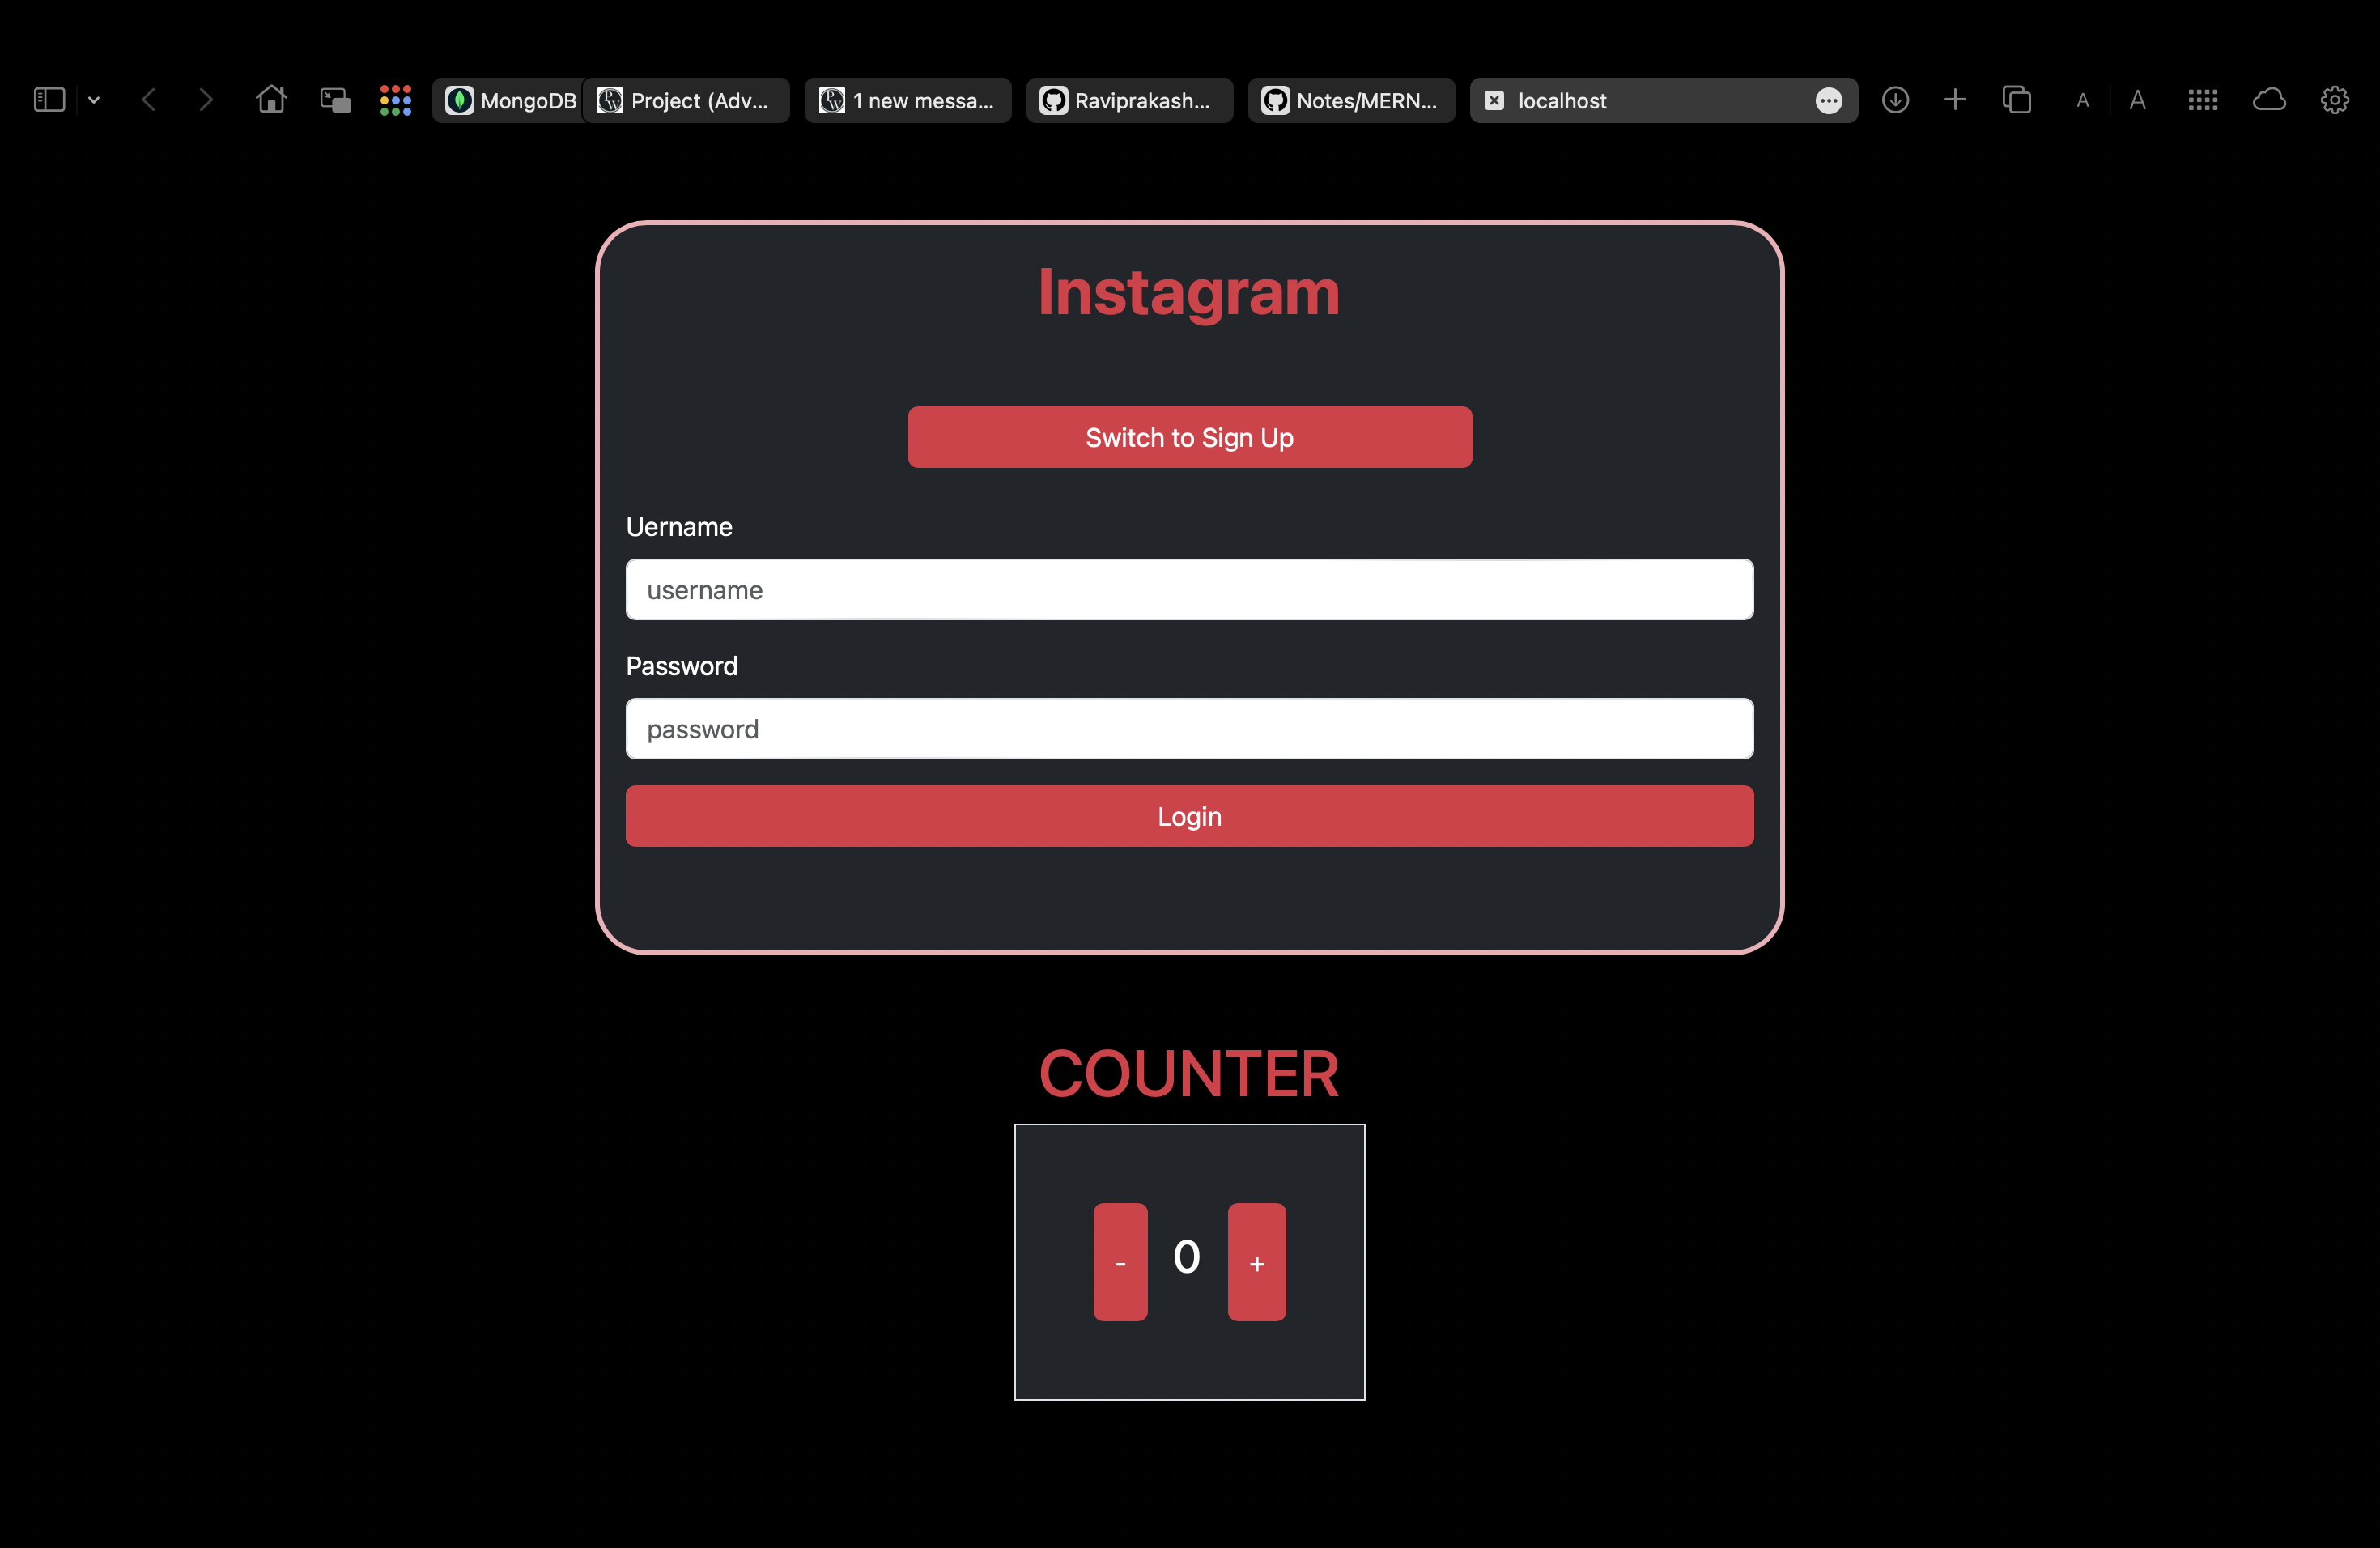 MongoDB
Project (Adv...
1 new messa...
Raviprakash...
Notes/MERN...
localhost
A
A
Instagram
Switch to Sign Up
Uername
username
Password
password
Login
COUNTER
- 0 +